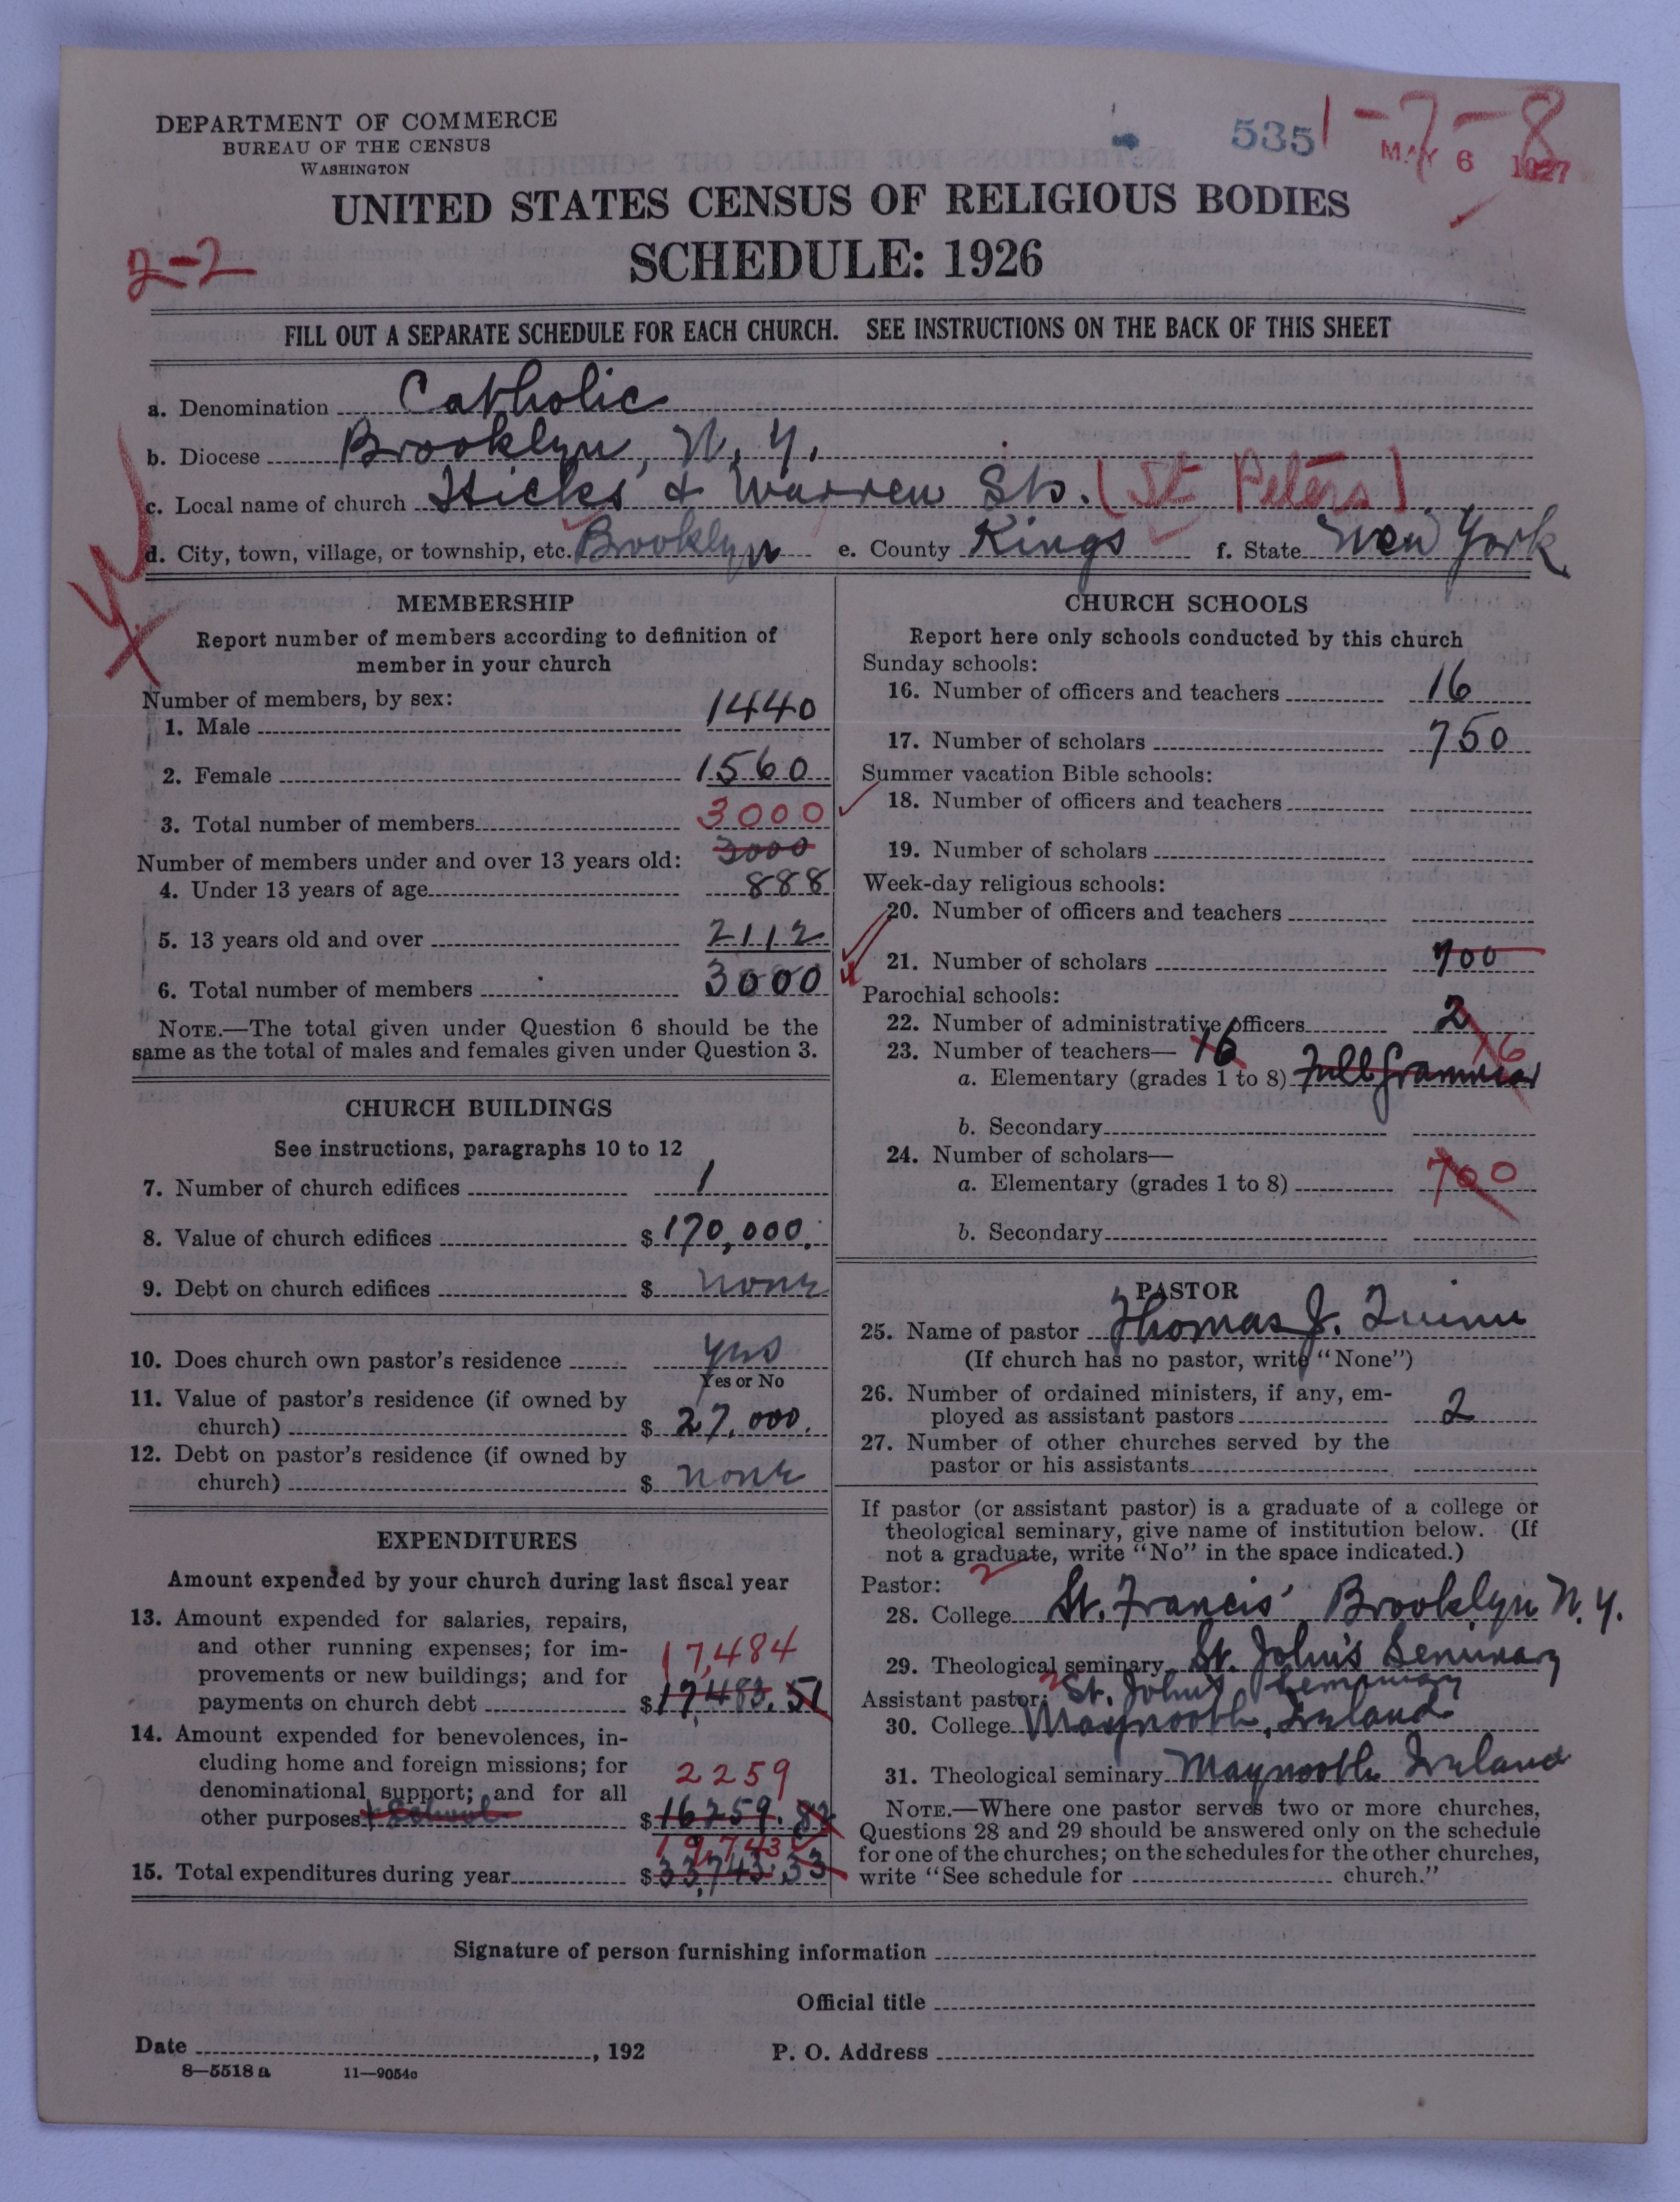 DEPARTMENT OF COMMERCE
BUREAU OF THE CENSUS
WASHINGTON
535 1-7-8
MAY 6 1927
UNITED STATES CENSUS OF RELIGIOUS BODIES
SCHEDULE: 1926
2-2
FILL OUT A SEPARATE SCHEDULE FOR EACH CHURCH. SEE INSTRUCTIONS ON THE BACK OF THIS SHEET
a. Denomination Catholic
b. Diocese Brooklyn, N.Y.
c. Local name of church Hicks & Warren Sts. (St Peters)
d. City, town, village, or township, etc. Brooklyn e. County Kings f. State New York
MEMBERSHIP
Report number of members according to definition of
member in your church
Number of members, by sex:
1. Male 1440
2. Female 1560
3. Total number of members 3000
3000
Number of members under and over 13 years old:
4. Under 13 years of age 888
5. 13 years old and over 2112
6. Total number of members 3000
NOTE.—The total given under Question 6 should be the
same as the total of males and females given under Question 3.
CHURCH BUILDINGS
See instructions, paragraphs 10 to 12
7. Number of church edifices 1
8. Value of church edifices $170,000.
9. Debt on church edifices $ none
10. Does church own pastor's residence yes
Yes or No
11. Value of pastor's residence (if owned by
church) $ 27,000.
12. Debt on pastor's residence (if owned by
church) $ none
EXPENDITURES
Amount expended by your church during last fiscal year
13. Amount expended for salaries, repairs,
and other running expenses; for im-
provements or new buildings; and for
17,484
payments on church debt $17,483.51
14. Amount expended for benevolences, in-
cluding home and foreign missions; for
denominational support; and for all
2259
other purposes & school $16259.82
19,743
15. Total expenditures during year $33,743.33
CHURCH SCHOOLS
Report here only schools conducted by this church
Sunday schools:
16. Number of officers and teachers 16
17. Number of scholars 750
Summer vacation Bible schools:
18. Number of officers and teachers
19. Number of scholars
Week-day religious schools:
20. Number of officers and teachers
21. Number of scholars 700
Parochial schools:
22. Number of administrative officers 2
23. Number of teachers— 16
16
a. Elementary (grades 1 to 8) Full Grammar
b. Secondary
24. Number of scholars—
a. Elementary (grades 1 to 8) 700
b. Secondary
PASTOR
25. Name of pastor Thomas J. Quinn
(If church has no pastor, write "None")
26. Number of ordained ministers, if any, em-
ployed as assistant pastors 2
27. Number of other churches served by the
pastor or his assistants
If pastor (or assistant pastor) is a graduate of a college or
theological seminary, give name of institution below. (If
not a graduate, write "No" in the space indicated.)
Pastor: 2
28. College St. Francis' Brooklyn N.Y.
29. Theological seminary St. John's Seminary
Assistant pastor: 2 St. John's Seminary
30. College Maynooth, Ireland
31. Theological seminary Maynooth Ireland
NOTE.—Where one pastor serves two or more churches,
Questions 28 and 29 should be answered only on the schedule
for one of the churches; on the schedules for the other churches,
write "See schedule for church."
Signature of person furnishing information
Official title
Date , 192 P. O. Address
8—5518 a 11—9054c